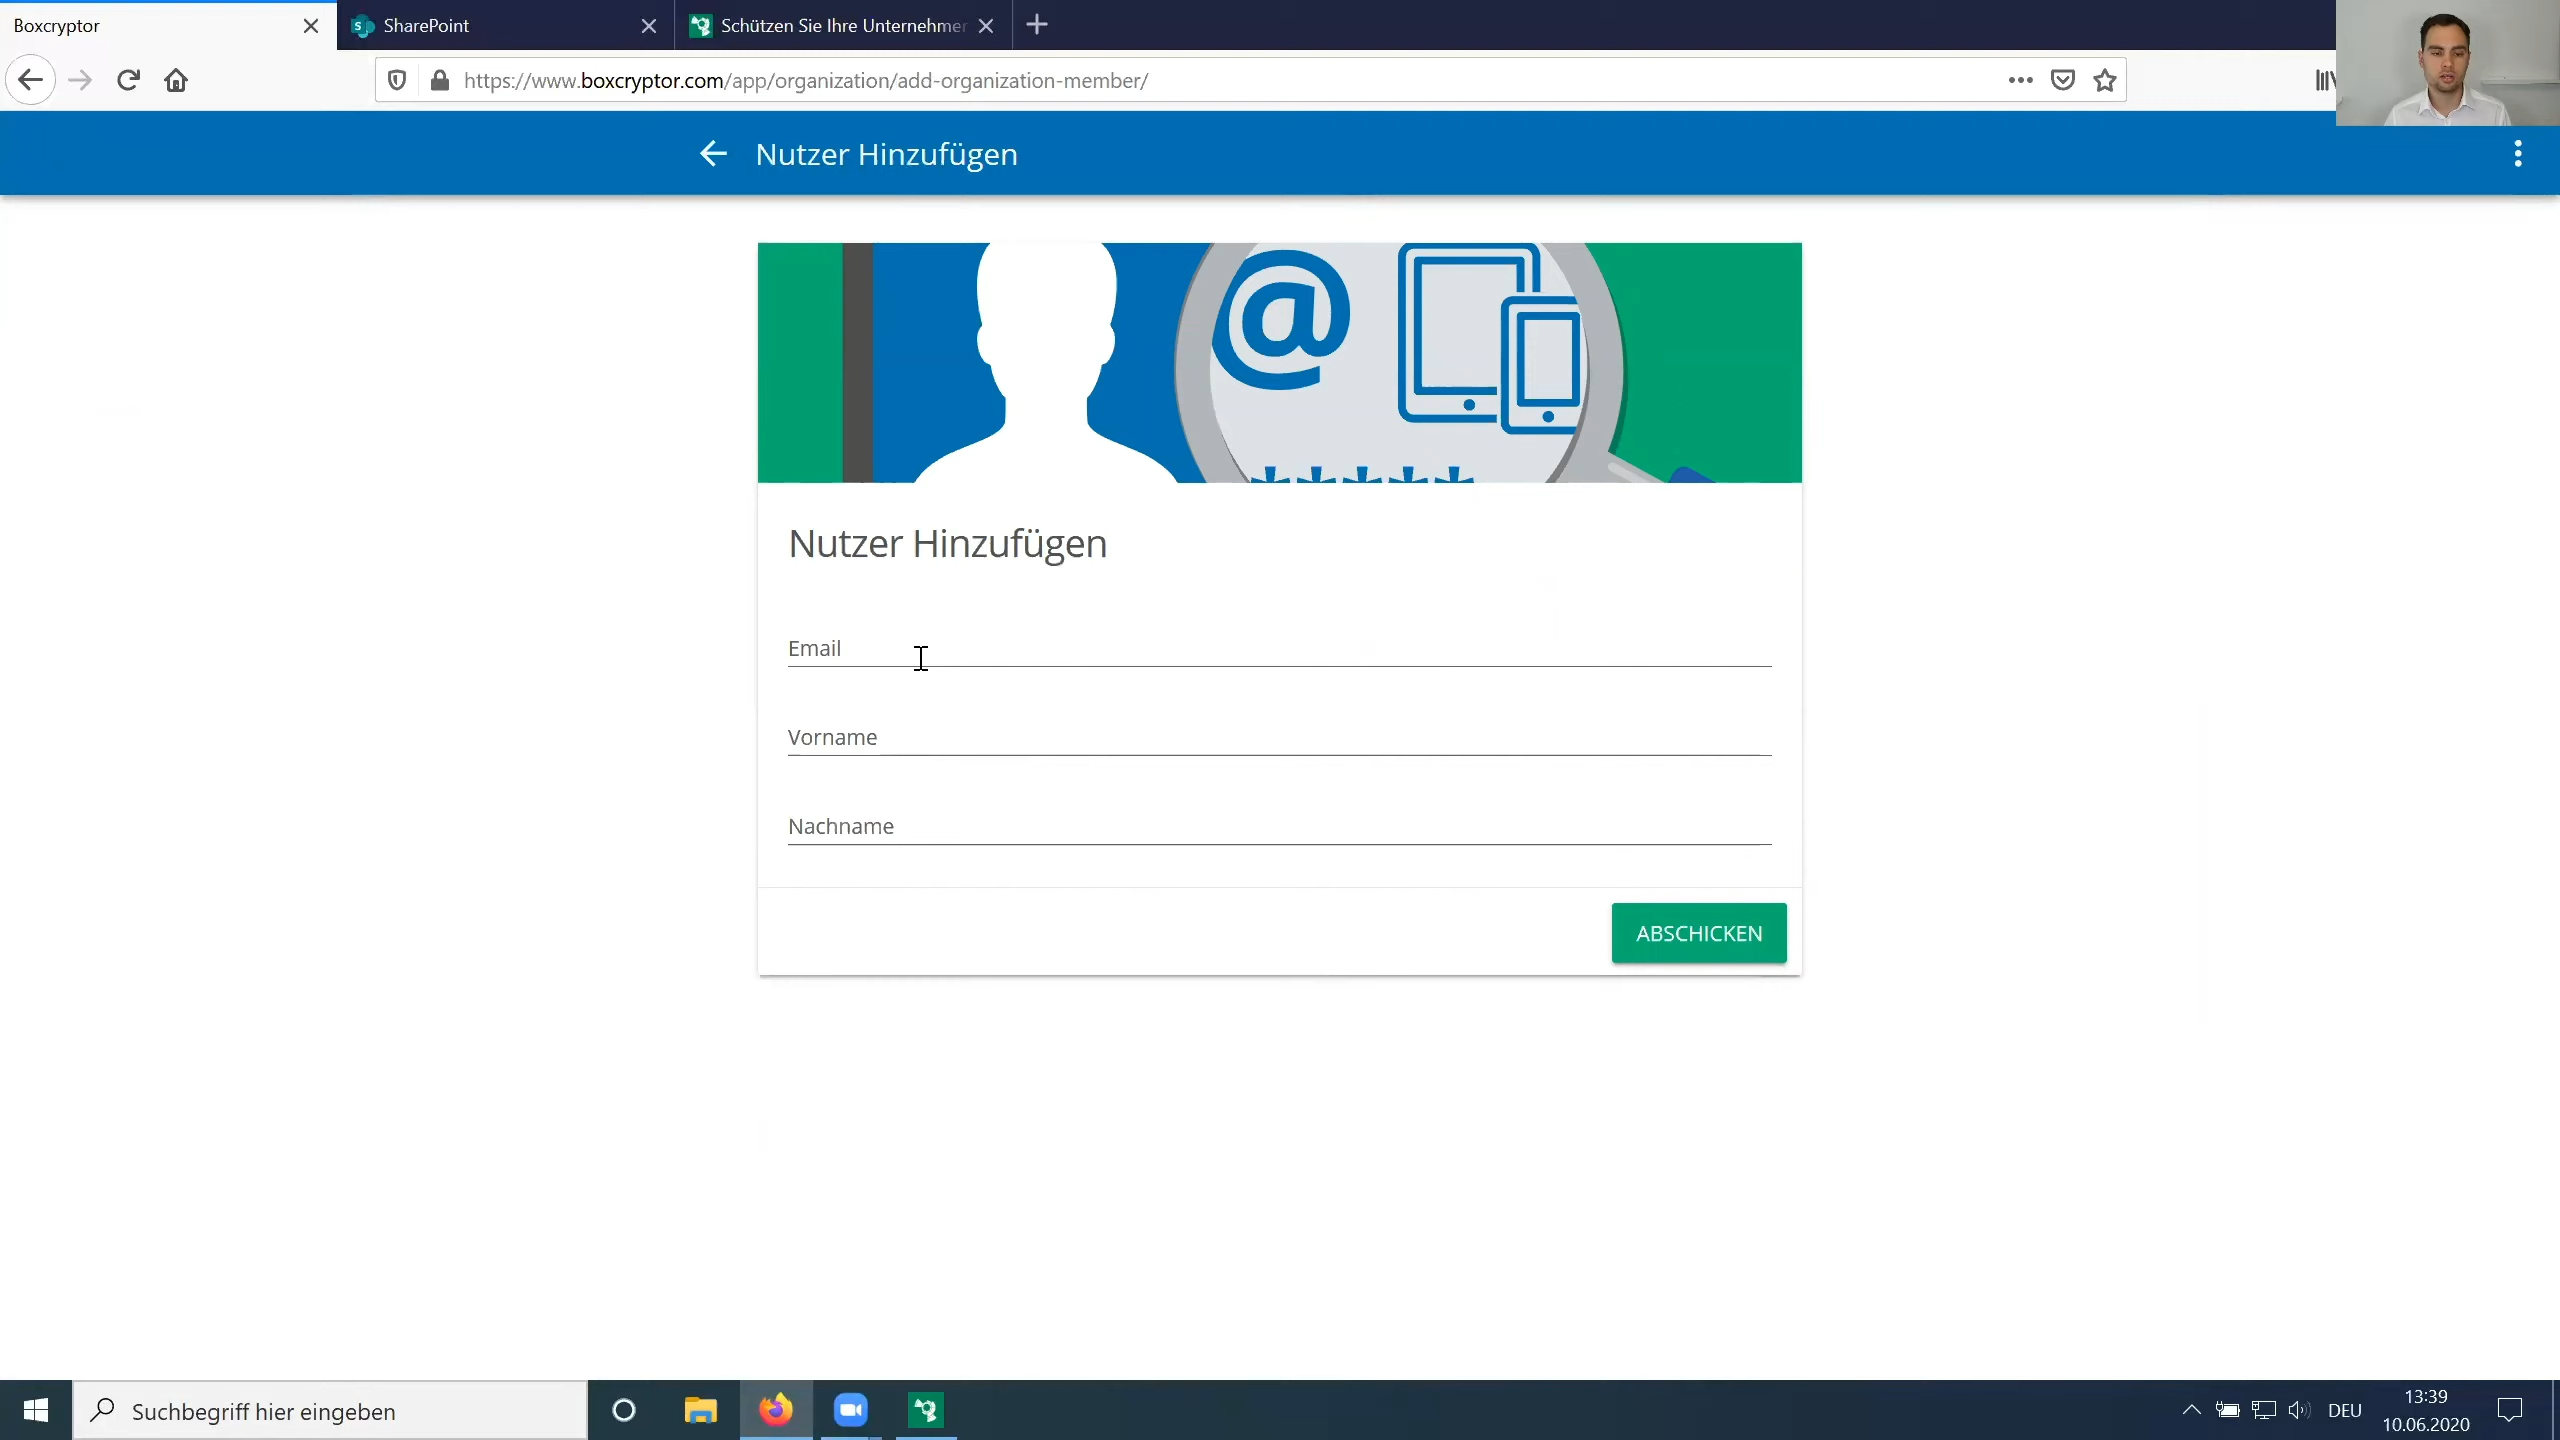 Boxcryptor
SharePoint
Schützen Sie Ihre Unternehmer
https://www.boxcryptor.com/app/organization/add-organization-member/
Nutzer Hinzufügen
@
*****
Nutzer Hinzufügen
Email
Vorname
Nachname
ABSCHICKEN
Suchbegriff hier eingeben
DEU
13:39
10.06.2020